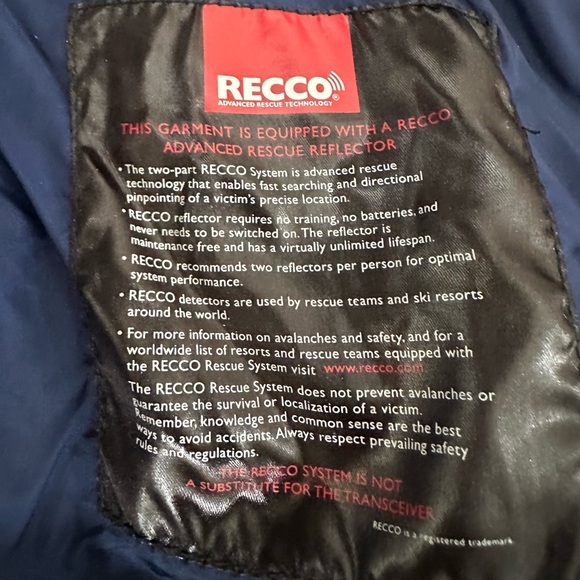 RECCO®
ADVANCED RESCUE TECHNOLOGY
THIS GARMENT IS EQUIPPED WITH A RECCO
ADVANCED RESCUE REFLECTOR
• The two-part RECCO System is advanced rescue
technology that enables fast searching and directional
pinpointing of a victim's precise location.
• RECCO reflector requires no training, no batteries, and
never needs to be switched on. The reflector is
maintenance free and has a virtually unlimited lifespan.
• RECCO recommends two reflectors per person for optimal
system performance.
• RECCO detectors are used by rescue teams and ski resorts
around the world.
• For more information on avalanches and safety, and for a
worldwide list of resorts and rescue teams equipped with
the RECCO Rescue System visit www.recco.com
The RECCO Rescue System does not prevent avalanches or
guarantee the survival or localization of a victim.
Remember, knowledge and common sense are the best
ways to avoid accidents. Always respect prevailing safety
rules and regulations.
THE RECCO SYSTEM IS NOT
A SUBSTITUTE FOR THE TRANSCEIVER
RECCO is a registered trademark